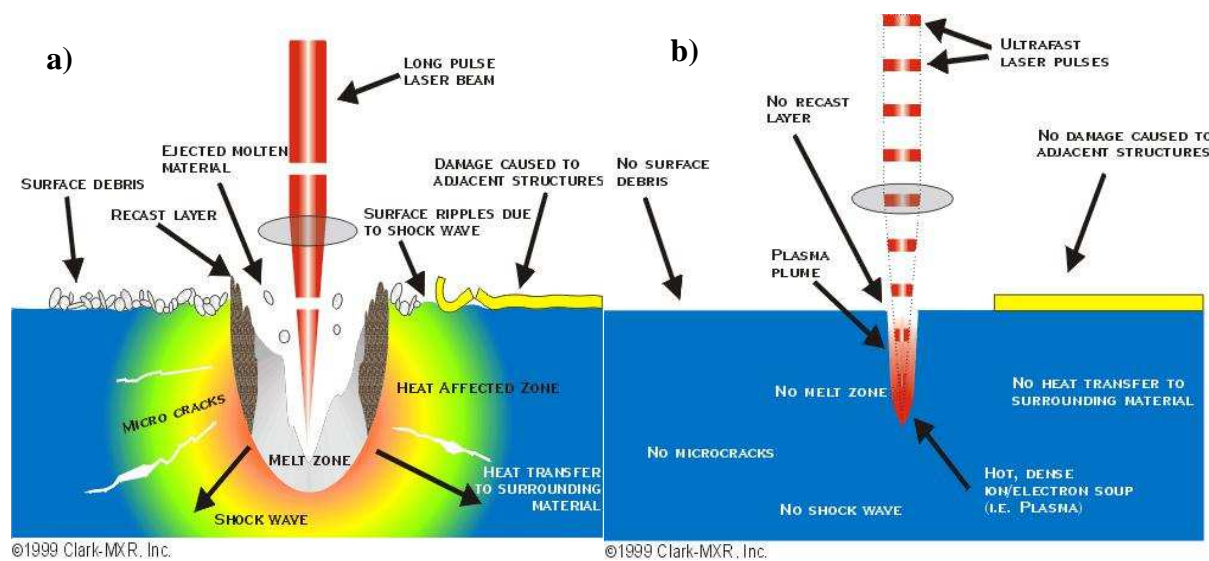 a)
LONG PULSE
LASER BEAM
EJECTED MOLTEN
MATERIAL
SURFACE DEBRIS
RECAST LAYER
DAMAGE CAUSED TO
ADJACENT STRUCTURES
SURFACE RIPPLES DUE
TO SHOCK WAVE
HEAT AFFECTED ZONE
MICRO CRACKS
MELT ZONE
SHOCK WAVE
HEAT TRANSFER
TO SURROUNDING
MATERIAL
©1999 Clark-MXR, Inc.
b)
ULTRAFAST
LASER PULSES
NO RECAST
LAYER
NO SURFACE
DEBRIS
NO DAMAGE CAUSED TO
ADJACENT STRUCTURES
PLASMA
PLUME
NO MELT ZONE
NO HEAT TRANSFER TO
SURROUNDING MATERIAL
NO MICROCRACKS
HOT, DENSE
ION/ELECTRON SOUP
(I.E. PLASMA)
NO SHOCK WAVE
©1999 Clark-MXR, Inc.